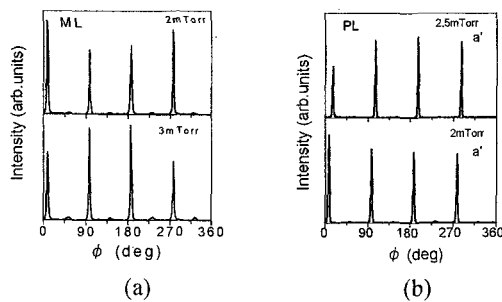 ML
2mTorr
Intensity (arb.units)
3mTorr
0 90 180 270 360
ϕ (deg)
(a)
PL
2.5mTorr
a'
Intensity (arb.units)
2mTorr
a'
0 90 180 270 360
ϕ (deg)
(b)